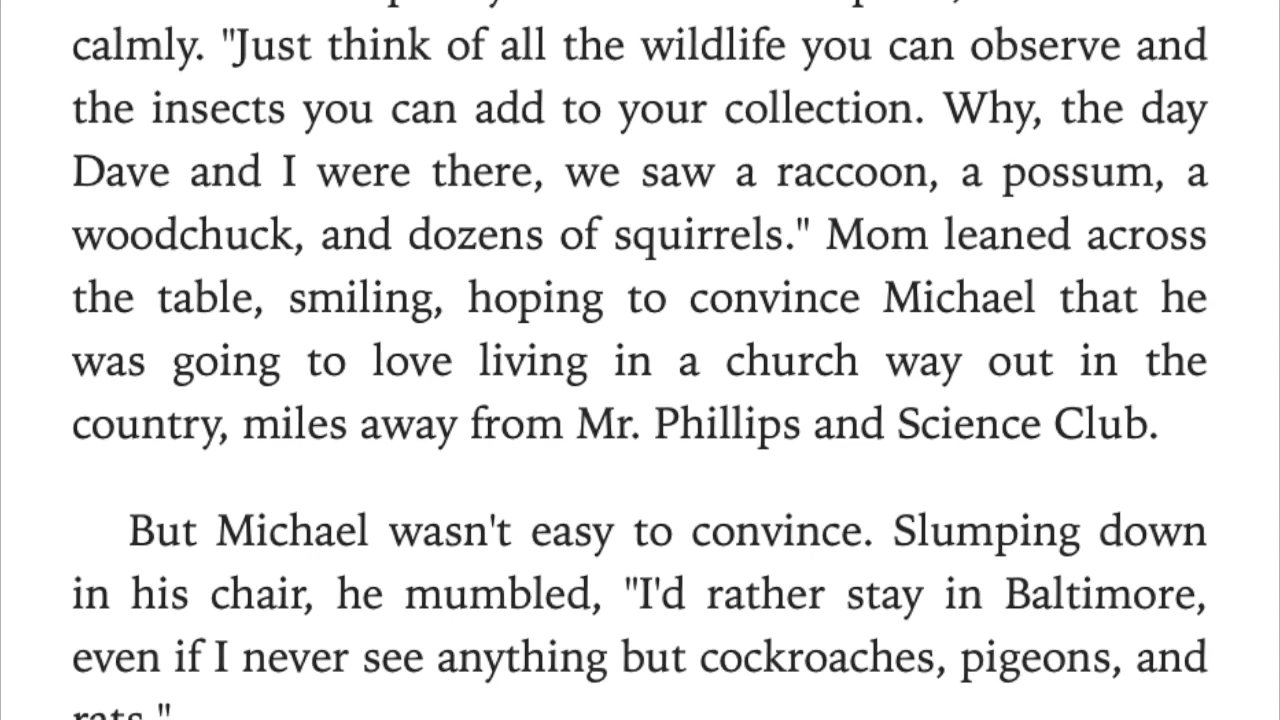 calmly. "Just think of all the wildlife you can observe and
the insects you can add to your collection. Why, the day
Dave and I were there, we saw a raccoon, a possum, a
woodchuck, and dozens of squirrels." Mom leaned across
the table, smiling, hoping to convince Michael that he
was going to love living in a church way out in the
country, miles away from Mr. Phillips and Science Club.
But Michael wasn't easy to convince. Slumping down
in his chair, he mumbled, "I'd rather stay in Baltimore,
even if I never see anything but cockroaches, pigeons, and
rats."